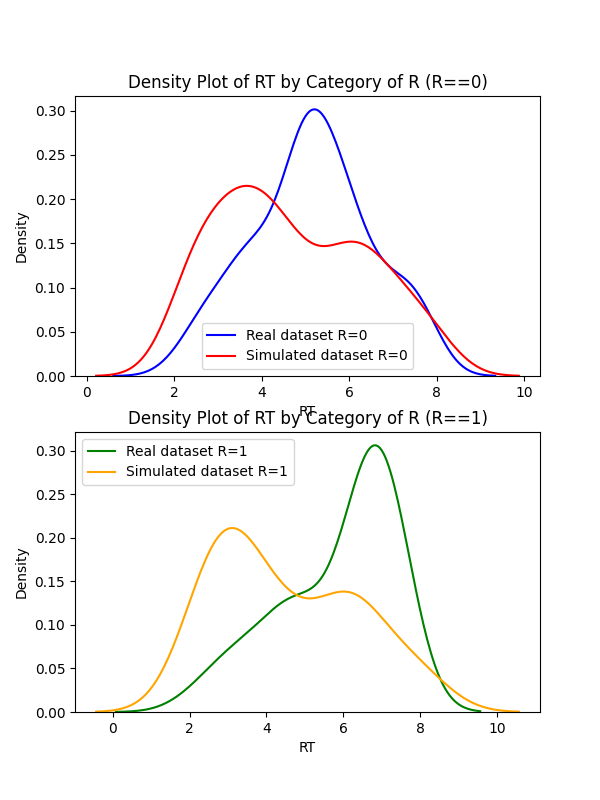 Density Plot of RT by Category of R (R==0)
0.30
0.25
0.20
0.15
0.10
0.05
0.00
Density
Real dataset R=0
Simulated dataset R=0
0 2 4 6 8 10
RT
Density Plot of RT by Category of R (R==1)
Real dataset R=1
Simulated dataset R=1
0.30
0.25
0.20
0.15
0.10
0.05
0.00
Density
0 2 4 6 8 10
RT